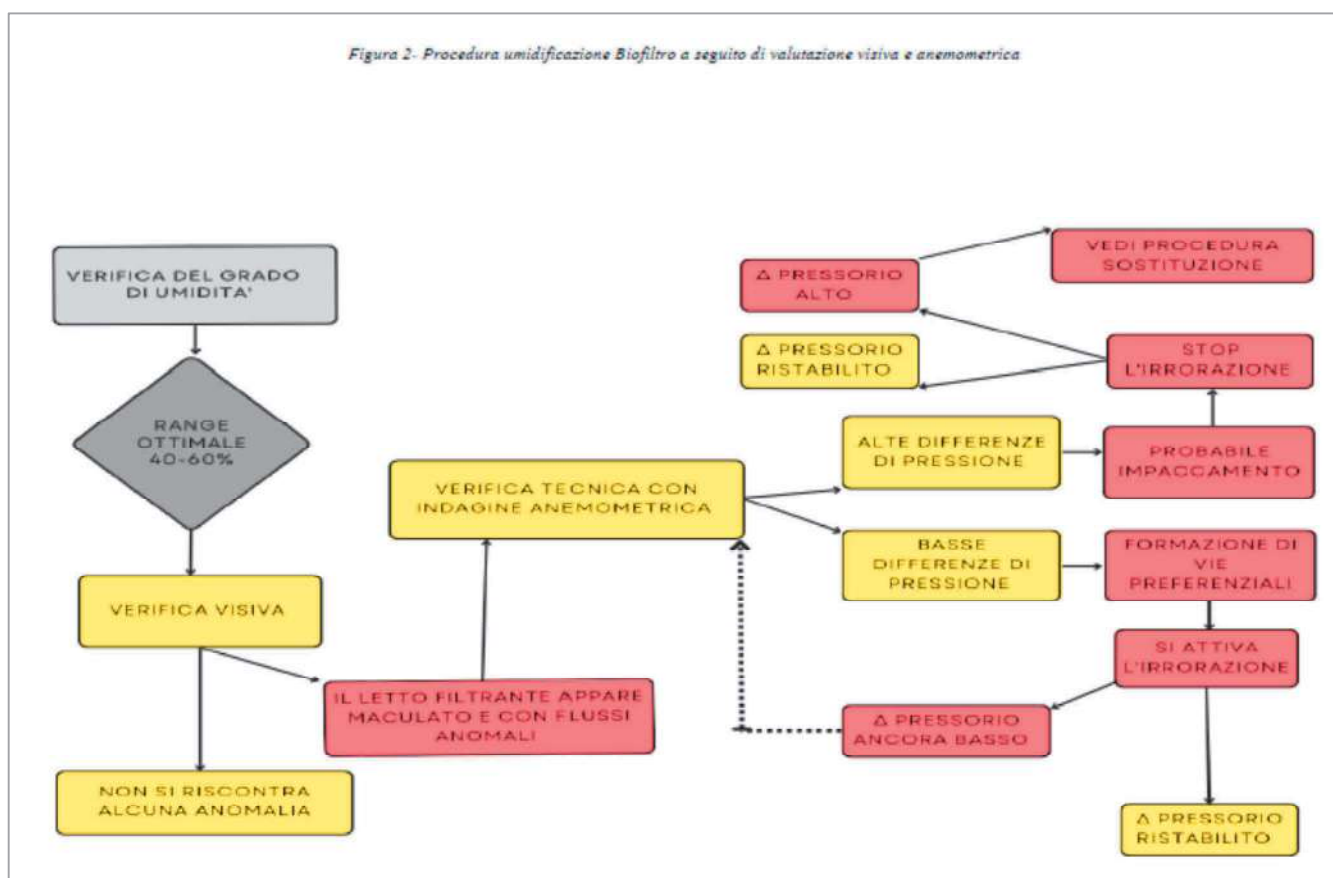 Figura 2- Procedura umidificazione Biofiltro a seguito di valutazione visiva e anemometrica
VERIFICA DEL GRADO
DI UMIDITA'
RANGE
OTTIMALE
40-60%
VERIFICA VISIVA
NON SI RISCONTRA
ALCUNA ANOMALIA
IL LETTO FILTRANTE APPARE
MACULATO E CON FLUSSI
ANOMALI
VERIFICA TECNICA CON
INDAGINE ANEMOMETRICA
ALTE DIFFERENZE
DI PRESSIONE
PROBABILE
IMPACCAMENTO
STOP
L'IRRORAZIONE
Δ PRESSORIO
ALTO
VEDI PROCEDURA
SOSTITUZIONE
Δ PRESSORIO
RISTABILITO
BASSE
DIFFERENZE DI
PRESSIONE
FORMAZIONE DI
VIE
PREFERENZIALI
SI ATTIVA
L'IRRORAZIONE
Δ PRESSORIO
ANCORA BASSO
Δ PRESSORIO
RISTABILITO